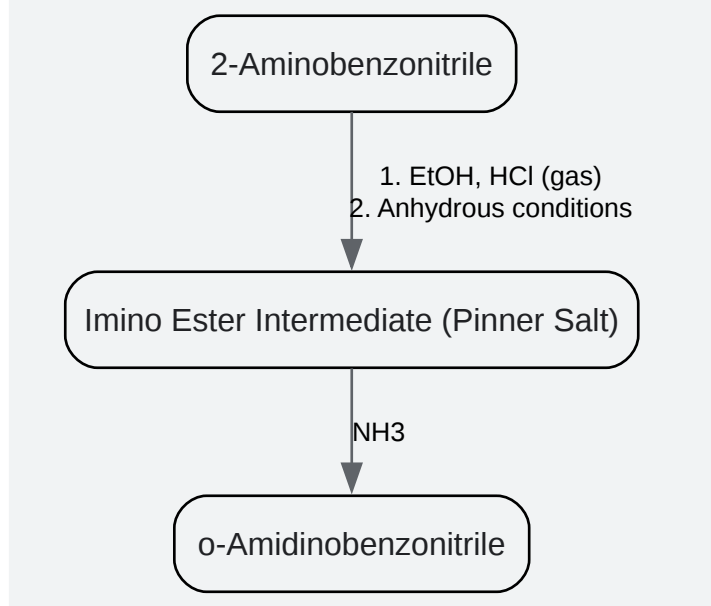 2-Aminobenzonitrile
1. EtOH, HCl (gas)
2. Anhydrous conditions
Imino Ester Intermediate (Pinner Salt)
NH3
o-Amidinobenzonitrile